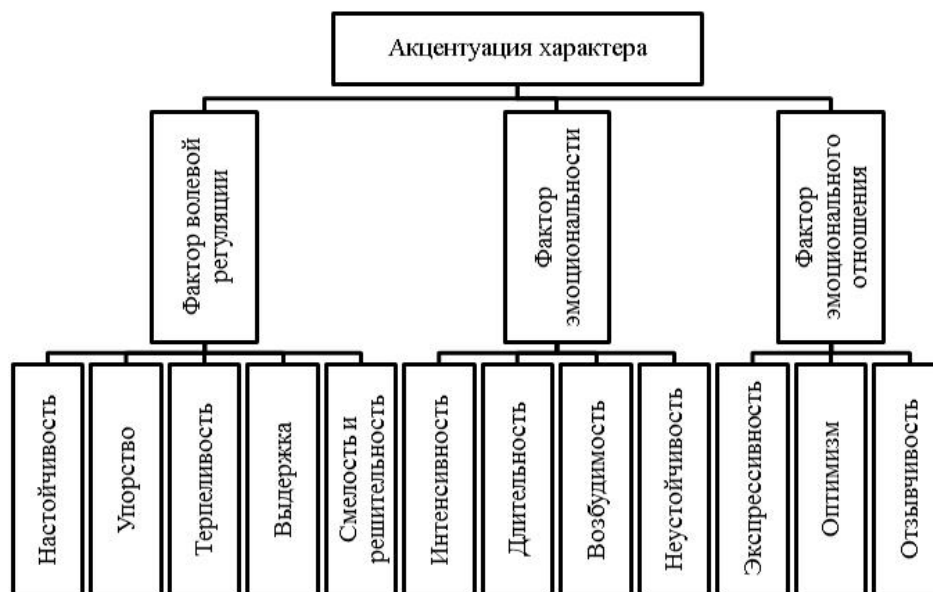 Акцентуация характера
Фактор волевой
регуляции
Фактор
эмоциональности
Фактор
эмоционального
отношения
Настойчивость
Упорство
Терпеливость
Выдержка
Смелость и
решительность
Интенсивность
Длительность
Возбудимость
Неустойчивость
Экспрессивность
Оптимизм
Отзывчивость